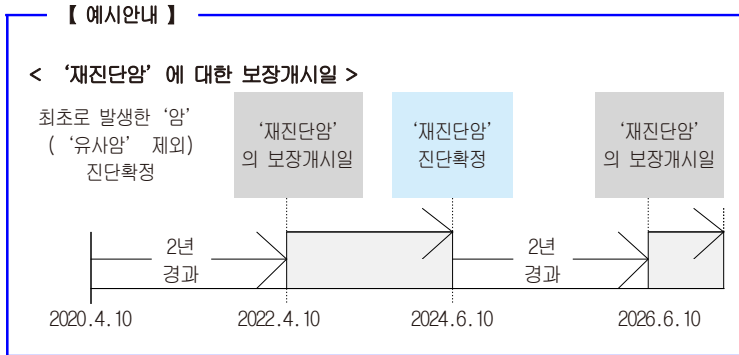 【 예시안내 】
< ‘재진단암’ 에 대한 보장개시일 >
최초로 발생한 ‘암’
( ‘유사암’ 제외)
진단확정
‘재진단암’
의 보장개시일
‘재진단암’
진단확정
‘재진단암’
의 보장개시일
2년
경과
2년
경과
2020.4.10
2022.4.10
2024.6.10
2026.6.10